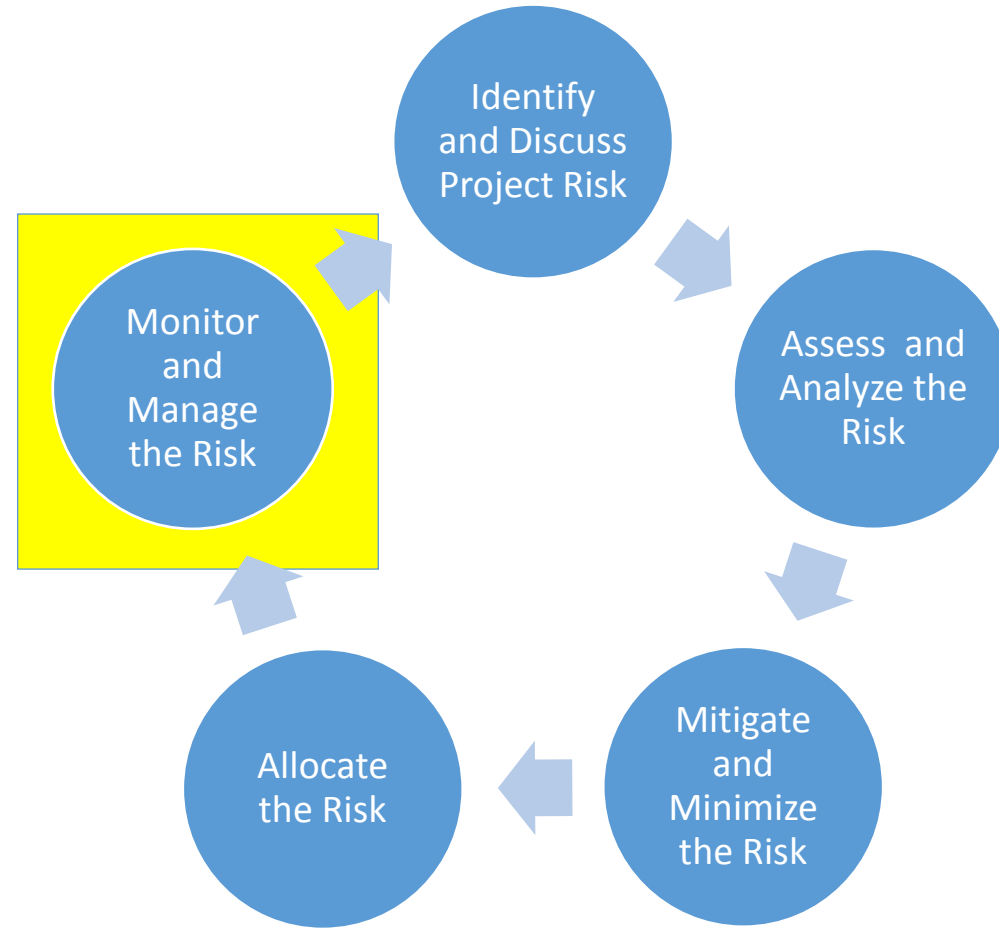 Identify
and Discuss
Project Risk
Assess  and
Analyze the
Risk
Mitigate
and
Minimize
the Risk
Allocate
the Risk
Monitor
and
Manage
the Risk